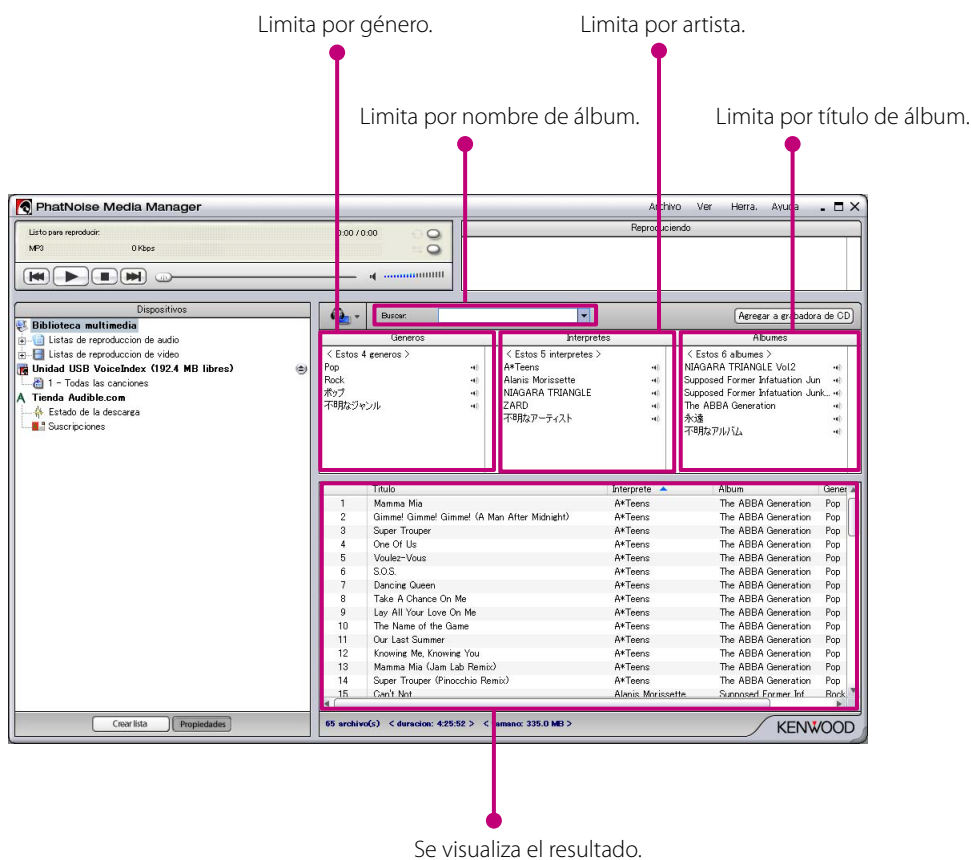 Limita por género.
Limita por artista.
Limita por nombre de álbum.
Limita por título de álbum.
PhatNoise Media Manager
Archivo Ver Herra. Ayuda
Listo para reproducir:
0:00 / 0:00
MP3 0 Kbps
Reproduciendo
Dispositivos
Biblioteca multimedia
Listas de reproduccion de audio
Listas de reproduccion de video
Unidad USB VoiceIndex (192.4 MB libres)
1 - Todas las canciones
Tienda Audible.com
Estado de la descarga
Suscripciones
Crear lista Propiedades
Buscar:
Agregar a grabadora de CD
Generos
< Estos 4 generos >
Pop
Rock
ポップ
不明なジャンル
Interpretes
< Estos 5 interpretes >
A*Teens
Alanis Morissette
NIAGARA TRIANGLE
ZARD
不明なアーティスト
Albumes
< Estos 6 albumes >
NIAGARA TRIANGLE Vol2
Supposed Former Infatuation Jun
Supposed Former Infatuation Junk...
The ABBA Generation
永遠
不明なアルバム
Titulo Interprete Album Gener
1 Mamma Mia A*Teens The ABBA Generation Pop
2 Gimme! Gimme! Gimme! (A Man After Midnight) A*Teens The ABBA Generation Pop
3 Super Trouper A*Teens The ABBA Generation Pop
4 One Of Us A*Teens The ABBA Generation Pop
5 Voulez-Vous A*Teens The ABBA Generation Pop
6 S.O.S. A*Teens The ABBA Generation Pop
7 Dancing Queen A*Teens The ABBA Generation Pop
8 Take A Chance On Me A*Teens The ABBA Generation Pop
9 Lay All Your Love On Me A*Teens The ABBA Generation Pop
10 The Name of the Game A*Teens The ABBA Generation Pop
11 Our Last Summer A*Teens The ABBA Generation Pop
12 Knowing Me, Knowing You A*Teens The ABBA Generation Pop
13 Mamma Mia (Jam Lab Remix) A*Teens The ABBA Generation Pop
14 Super Trouper (Pinocchio Remix) A*Teens The ABBA Generation Pop
15 Can't Not Alanis Morissette Supposed Former Inf Rock
65 archivo(s) < duracion: 4:25:52 > < tamano: 335.0 MB >
KENWOOD
Se visualiza el resultado.